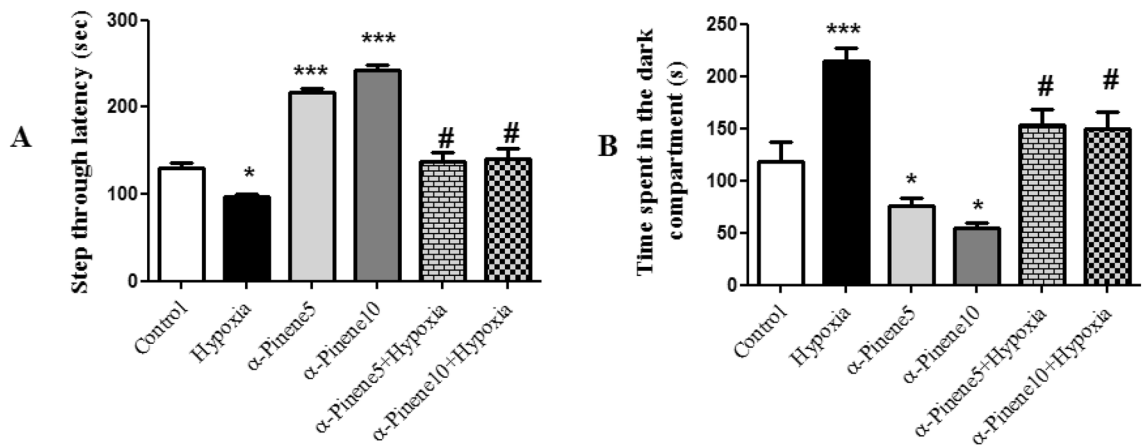 A
Step through latency (sec)
300
200
100
0
***
***
*
#
#
Control
Hypoxia
α-Pinene5
α-Pinene10
α-Pinene5+Hypoxia
α-Pinene10+Hypoxia
B
Time spent in the dark
compartment (s)
250
200
150
100
50
0
***
*
*
#
#
Control
Hypoxia
α-Pinene5
α-Pinene10
α-Pinene5+Hypoxia
α-Pinene10+Hypoxia